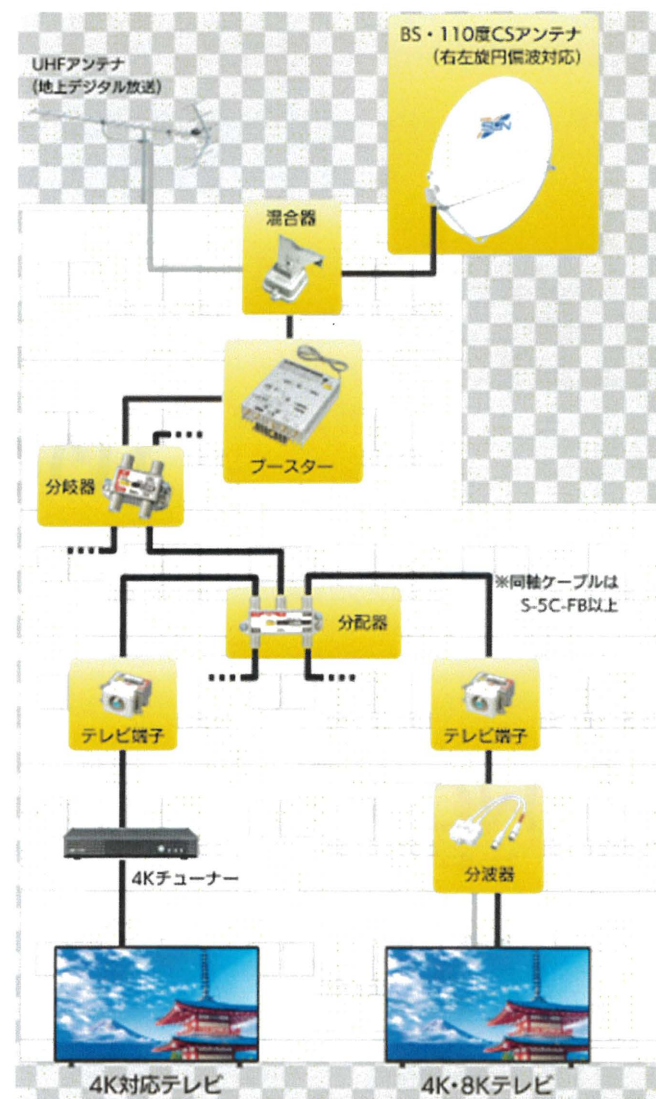 BS・110度CSアンテナ
(右左旋円偏波対応)
UHFアンテナ
(地上デジタル放送)
混合器
ブースター
分岐器
※同軸ケーブルは
S-5C-FB以上
分配器
テレビ端子
テレビ端子
4Kチューナー
分波器
4K対応テレビ
4K・8Kテレビ